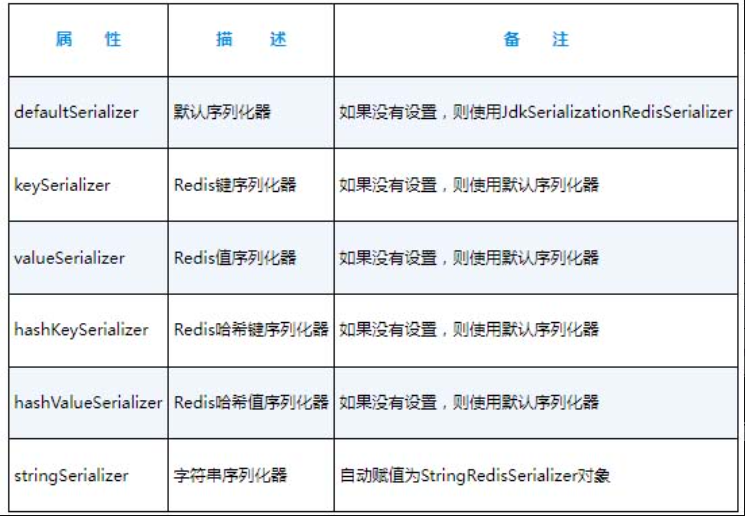 属 性 描 述 备 注
defaultSerializer 默认序列化器 如果没有设置，则使用JdkSerializationRedisSerializer
keySerializer Redis键序列化器 如果没有设置，则使用默认序列化器
valueSerializer Redis值序列化器 如果没有设置，则使用默认序列化器
hashKeySerializer Redis哈希键序列化器 如果没有设置，则使用默认序列化器
hashValueSerializer Redis哈希值序列化器 如果没有设置，则使用默认序列化器
stringSerializer 字符串序列化器 自动赋值为StringRedisSerializer对象